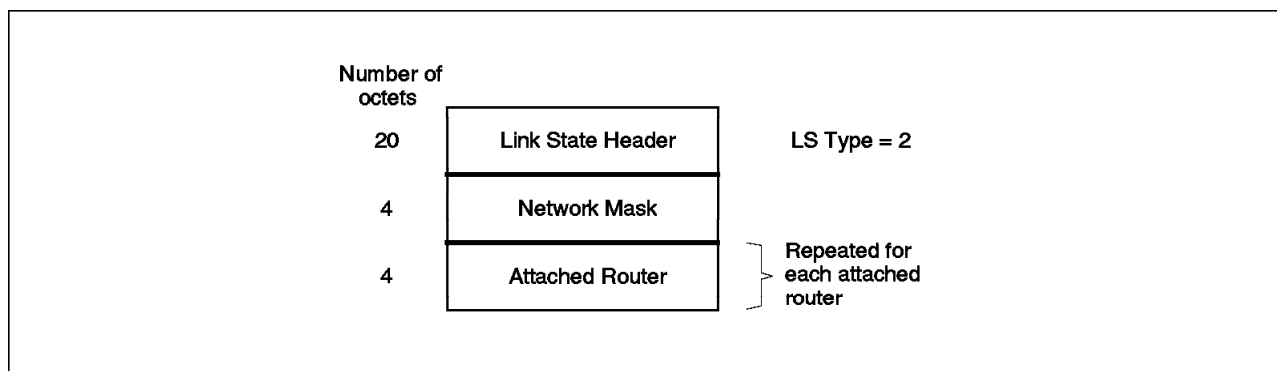 Number of
octets
20
Link State Header
LS Type = 2
4
Network Mask
4
Attached Router
Repeated for
each attached
router